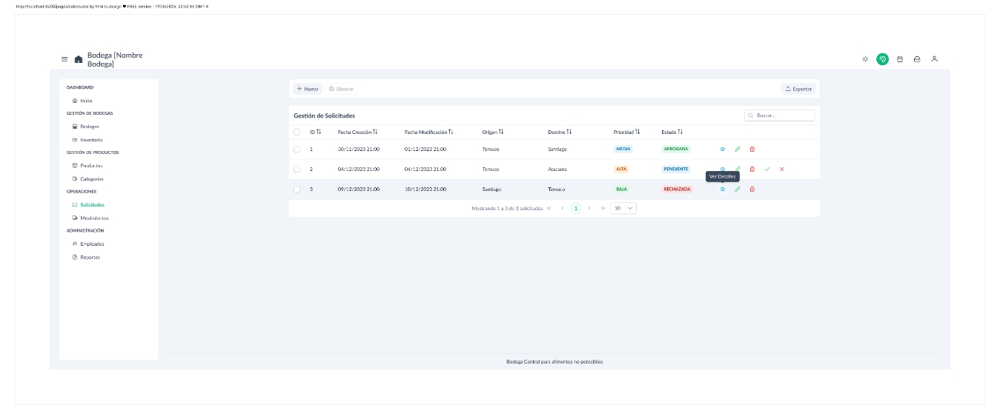 http://localhost:4200/pages/solicitudes by html.to.design ❤ FREE version - 11/06/2025, 22:52:45 GMT-4
Bodega [Nombre
Bodega]
DASHBOARD
Inicio
GESTIÓN DE BODEGAS
Bodegas
Inventario
GESTIÓN DE PRODUCTOS
Productos
Categorías
OPERACIONES
Solicitudes
Movimientos
ADMINISTRACIÓN
Empleados
Reportes
Nueva Eliminar Exportar
Gestión de Solicitudes Buscar...
ID Fecha Creación Fecha Modificación Origen Destino Prioridad Estado
1 30/11/2023 21:00 01/12/2023 21:00 Temuco Santiago MEDIA APROBADA
2 04/12/2023 21:00 04/12/2023 21:00 Temuco Atacama ALTA PENDIENTE
Ver Detalles
3 09/12/2023 21:00 10/12/2023 21:00 Santiago Temuco BAJA RECHAZADA
Mostrando 1 a 3 de 3 solicitudes « ‹ 1 › » 10
Bodega Central para alimentos no perecibles